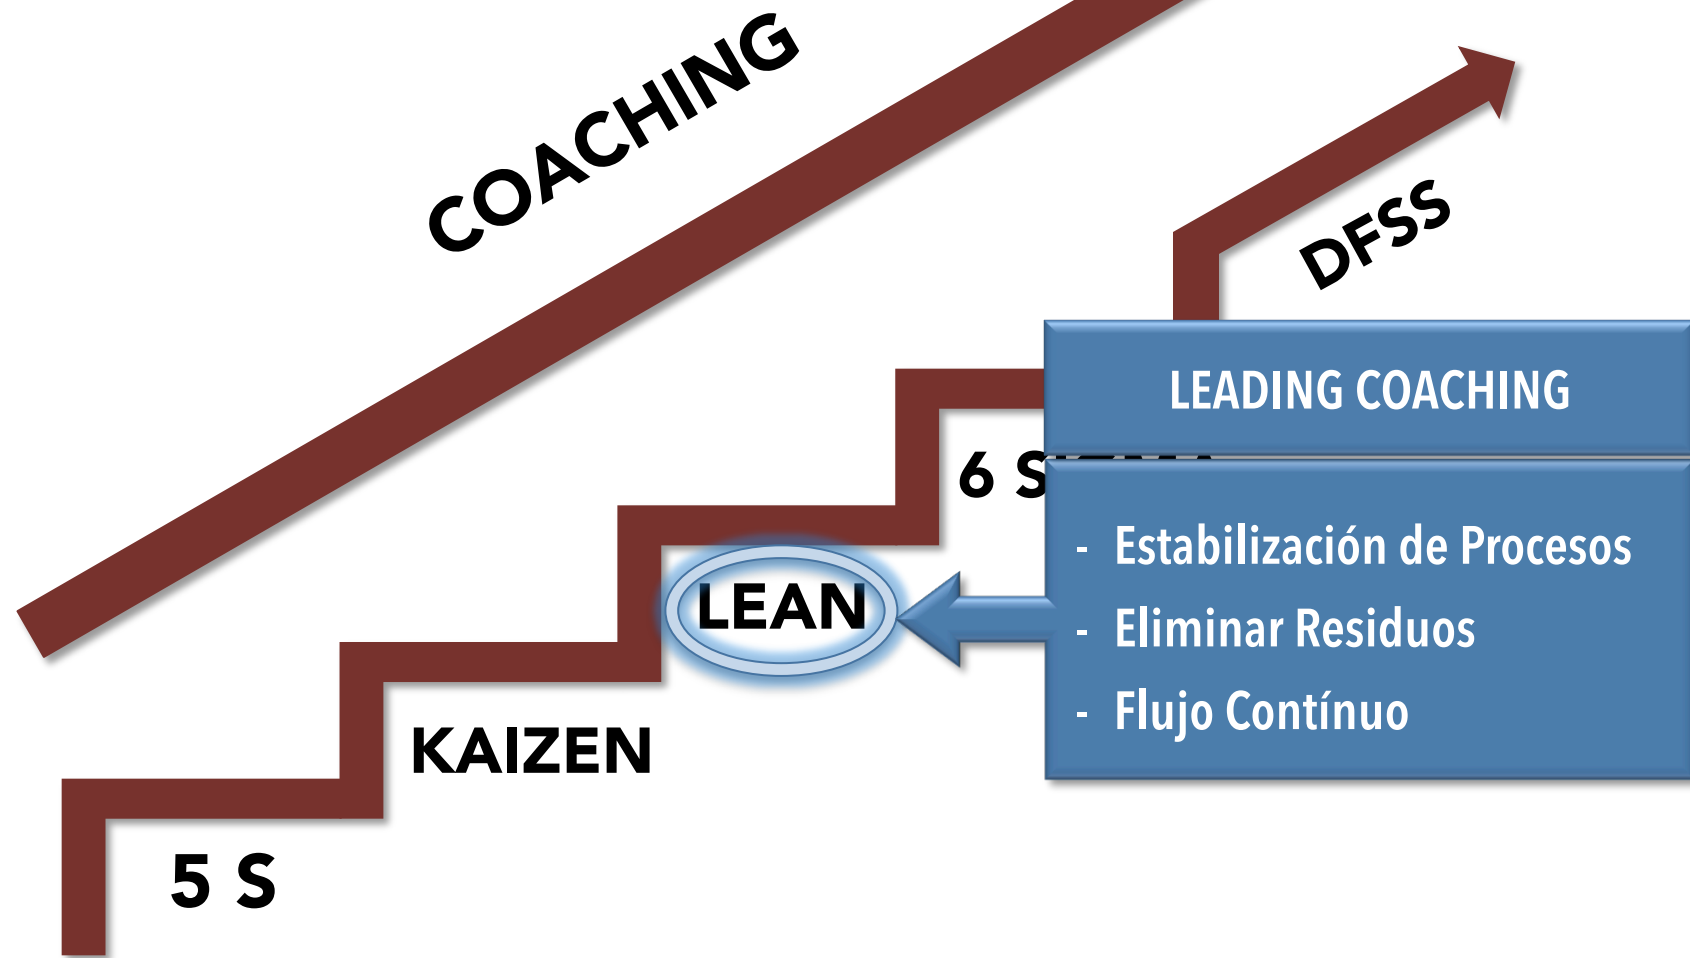 COACHING
DFSS
LEADING COACHING
6
- Estabilización de Procesos
- Eliminar Residuos
- Flujo Contínuo
LEAN
KAIZEN
5 S